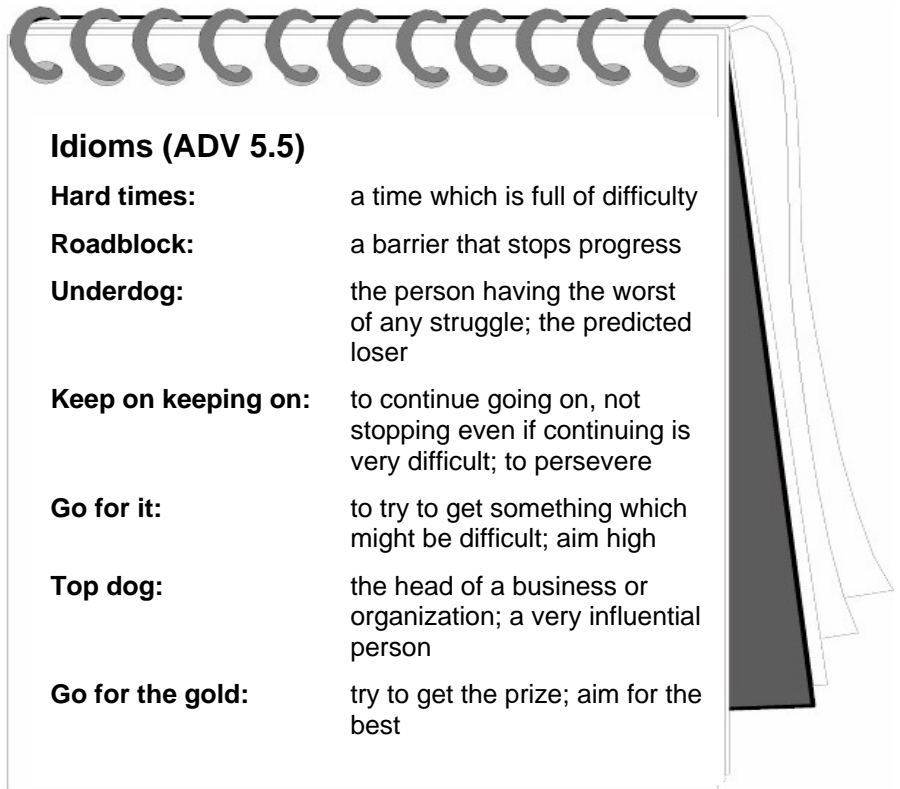 Idioms (ADV 5.5)
Hard times: a time which is full of difficulty
Roadblock: a barrier that stops progress
Underdog: the person having the worst
of any struggle; the predicted
loser
Keep on keeping on: to continue going on, not
stopping even if continuing is
very difficult; to persevere
Go for it: to try to get something which
might be difficult; aim high
Top dog: the head of a business or
organization; a very influential
person
Go for the gold: try to get the prize; aim for the
best